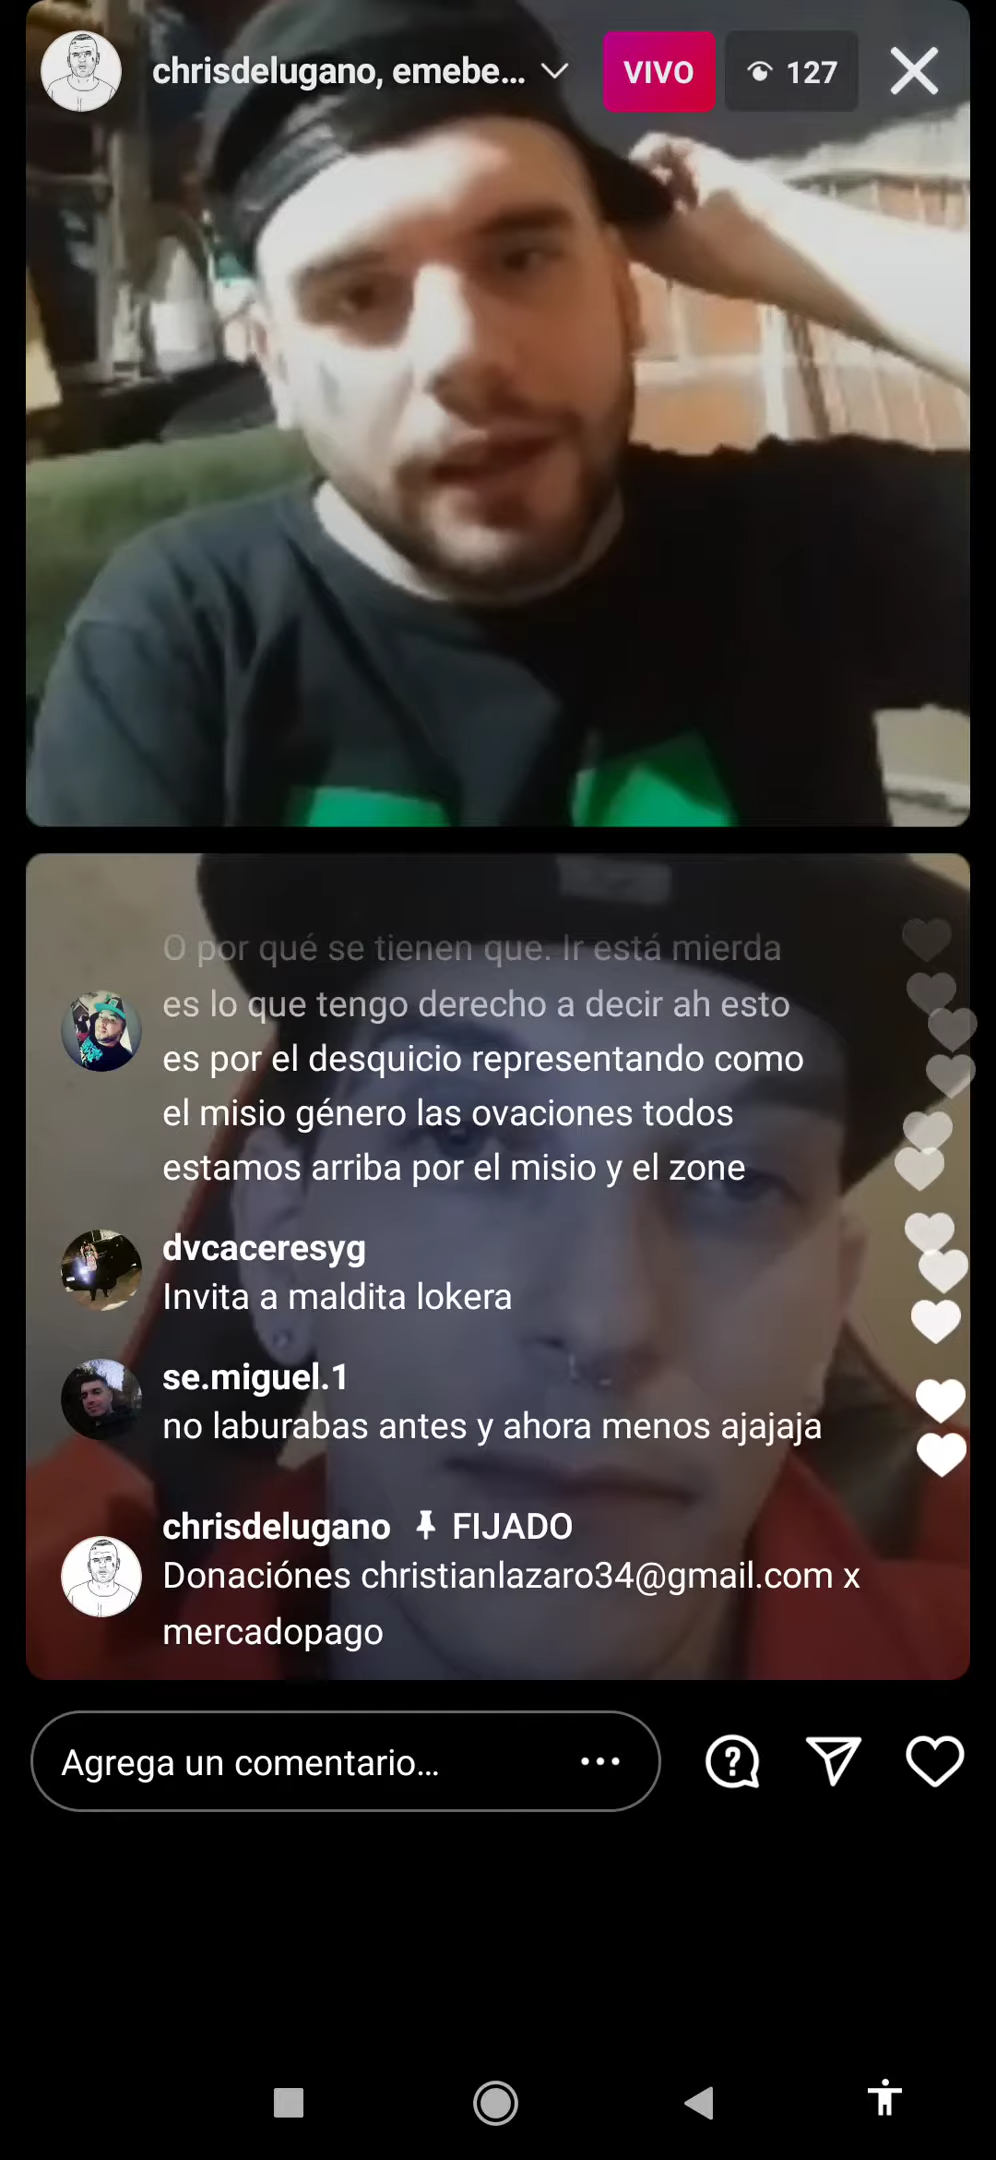 chrisdelugano, emebe...
VIVO
127
O por qué se tienen que. Ir está mierda
es lo que tengo derecho a decir ah esto
es por el desquicio representando como
el misio género las ovaciones todos
estamos arriba por el misio y el zone
dvcaceresyg
Invita a maldita lokera
se.miguel.1
no laburabas antes y ahora menos ajajaja
chrisdelugano FIJADO
Donaciónes christianlazaro34@gmail.com x
mercadopago
Agrega un comentario...